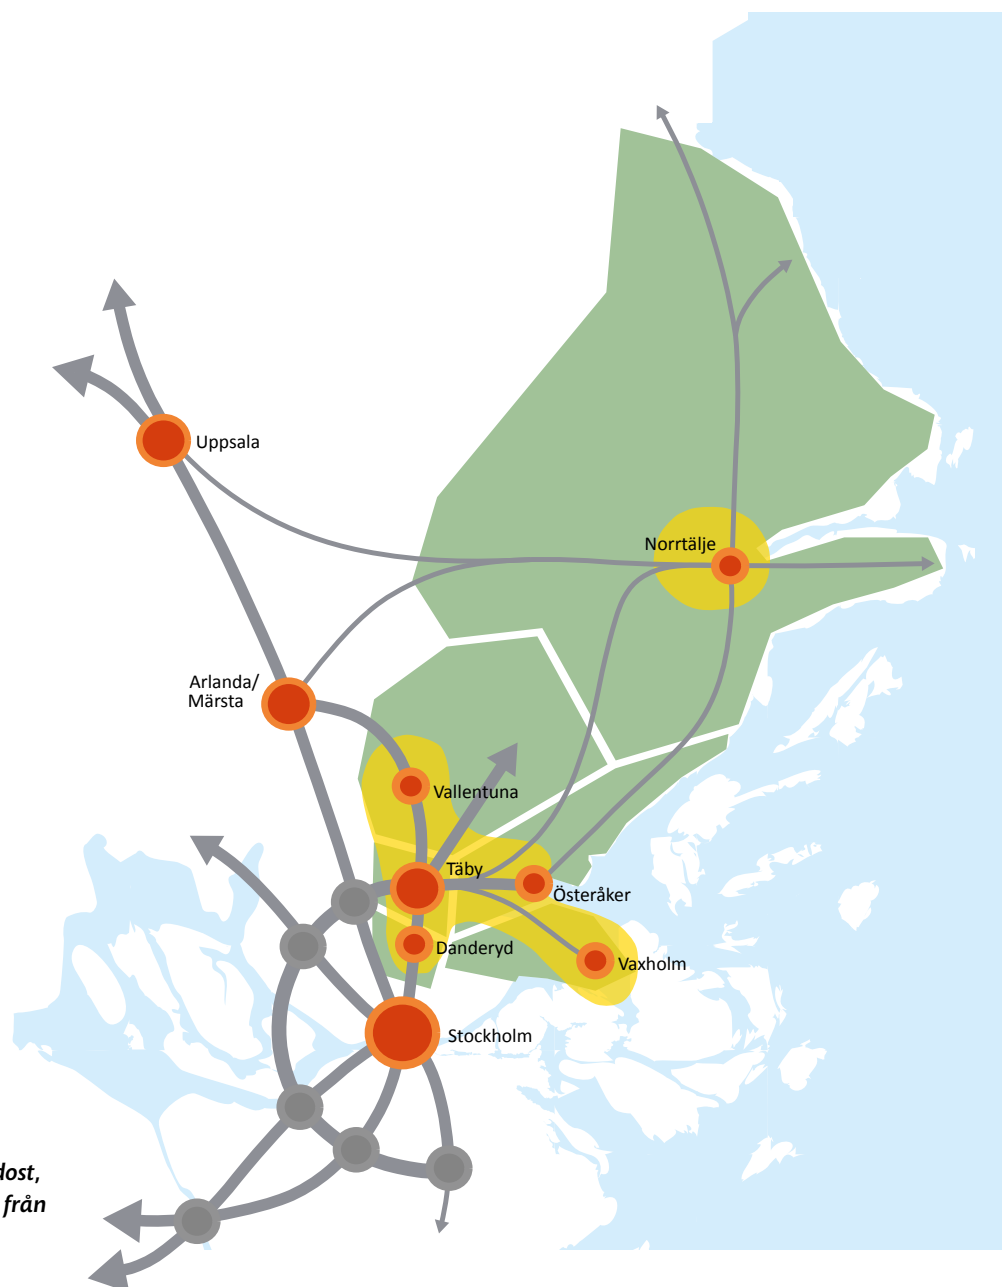 Uppsala
Norrtälje
Arlanda/
Märsta
Vallentuna
Täby
Österåker
Danderyd
Vaxholm
Stockholm
dost,
från